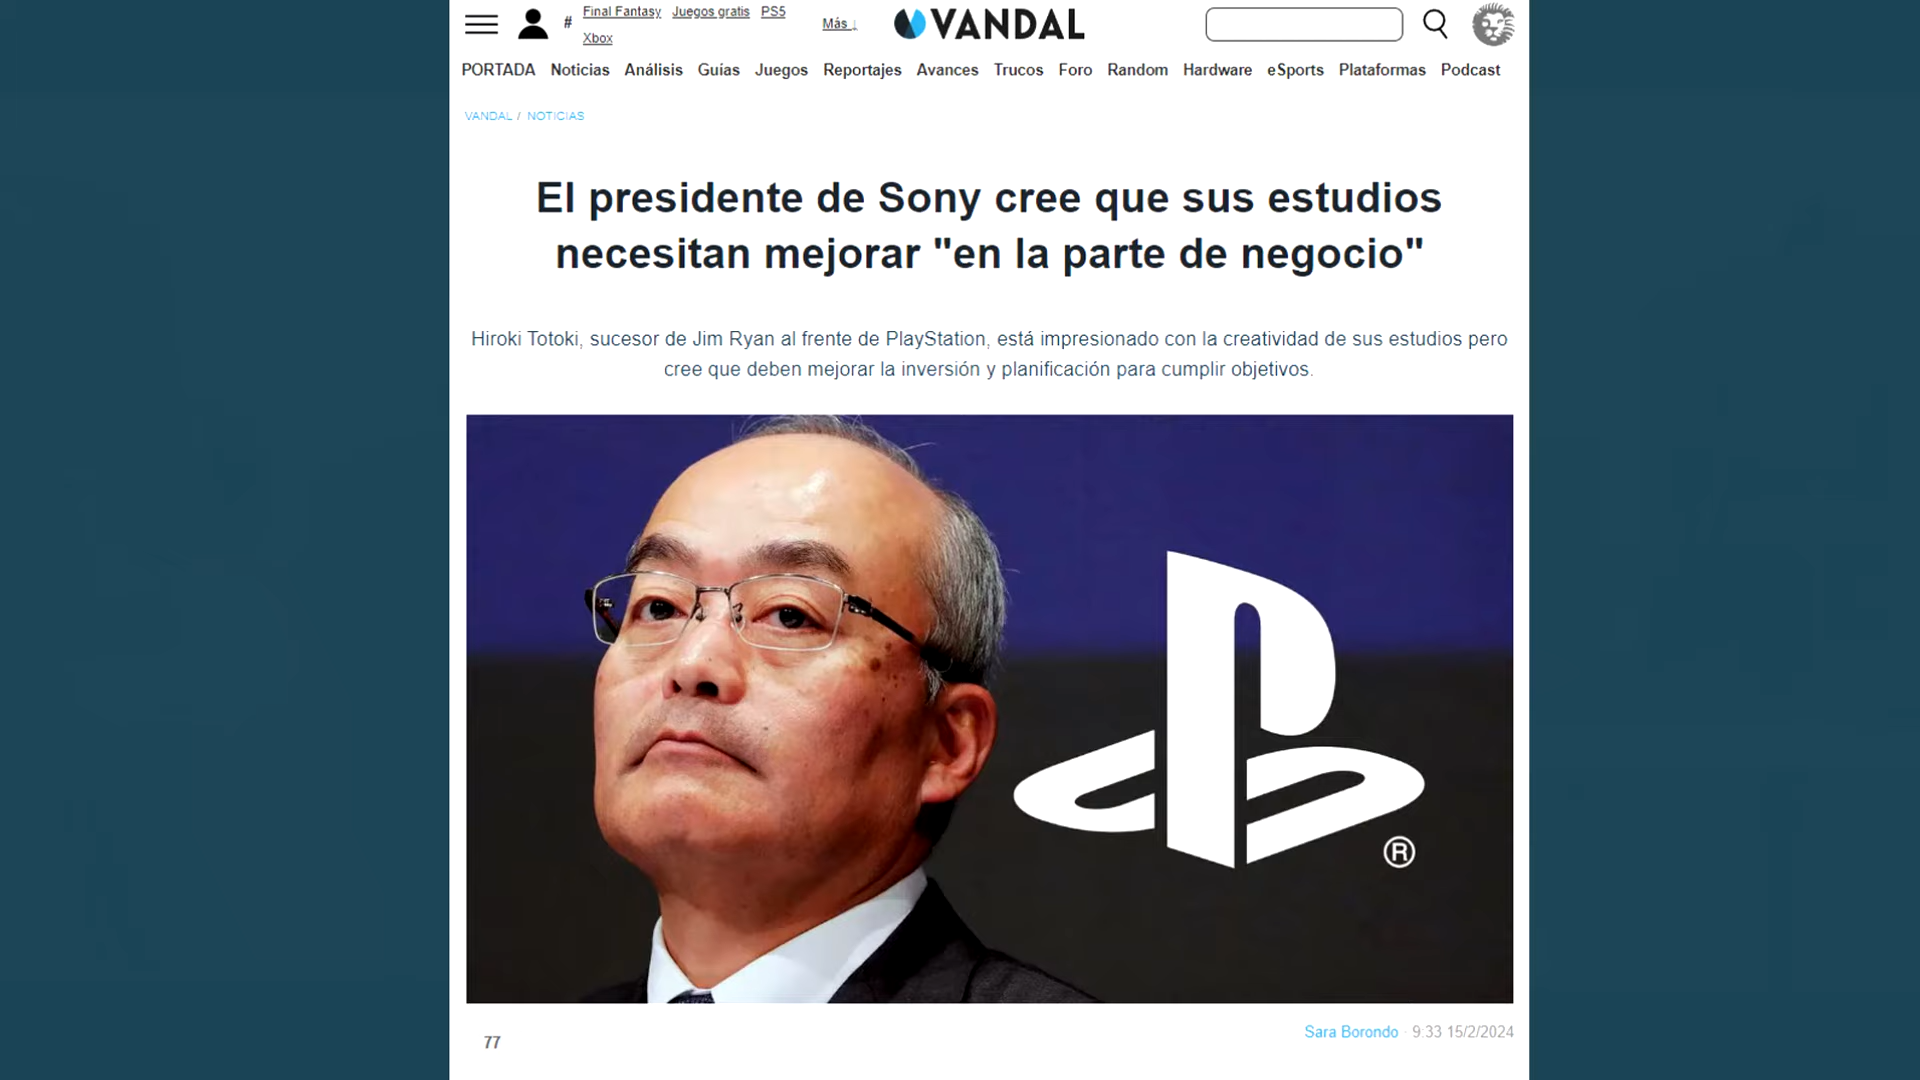 # Final Fantasy Juegos gratis PS5
Xbox
Más ↓
VANDAL
PORTADA Noticias Análisis Guías Juegos Reportajes Avances Trucos Foro Random Hardware eSports Plataformas Podcast
VANDAL / NOTICIAS
El presidente de Sony cree que sus estudios
necesitan mejorar "en la parte de negocio"
Hiroki Totoki, sucesor de Jim Ryan al frente de PlayStation, está impresionado con la creatividad de sus estudios pero
cree que deben mejorar la inversión y planificación para cumplir objetivos.
®
Sara Borondo · 9:33 15/2/2024
77